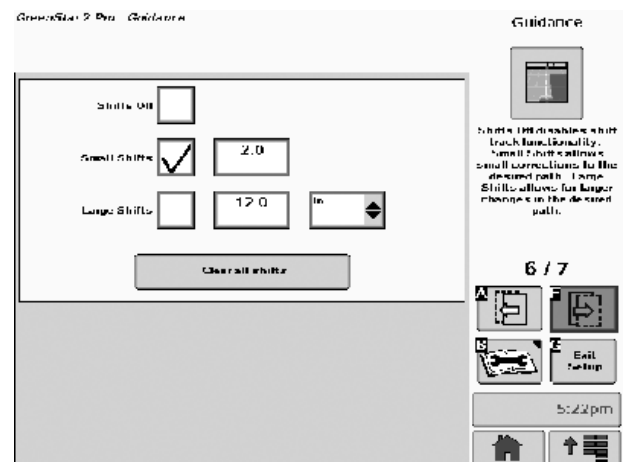 GreenStar2 Pro - Guidance
Guidance
Shifts Off
Small Shifts
2.0
Large Shifts
12.0
in
Clear all shifts
Shifts Off disables shift
track functionality.
Small Shifts allows
small corrections to the
desired path. Large
Shifts allows for larger
changes in the desired
path.
6 / 7
A
F
B
E
Exit
Setup
5:22pm